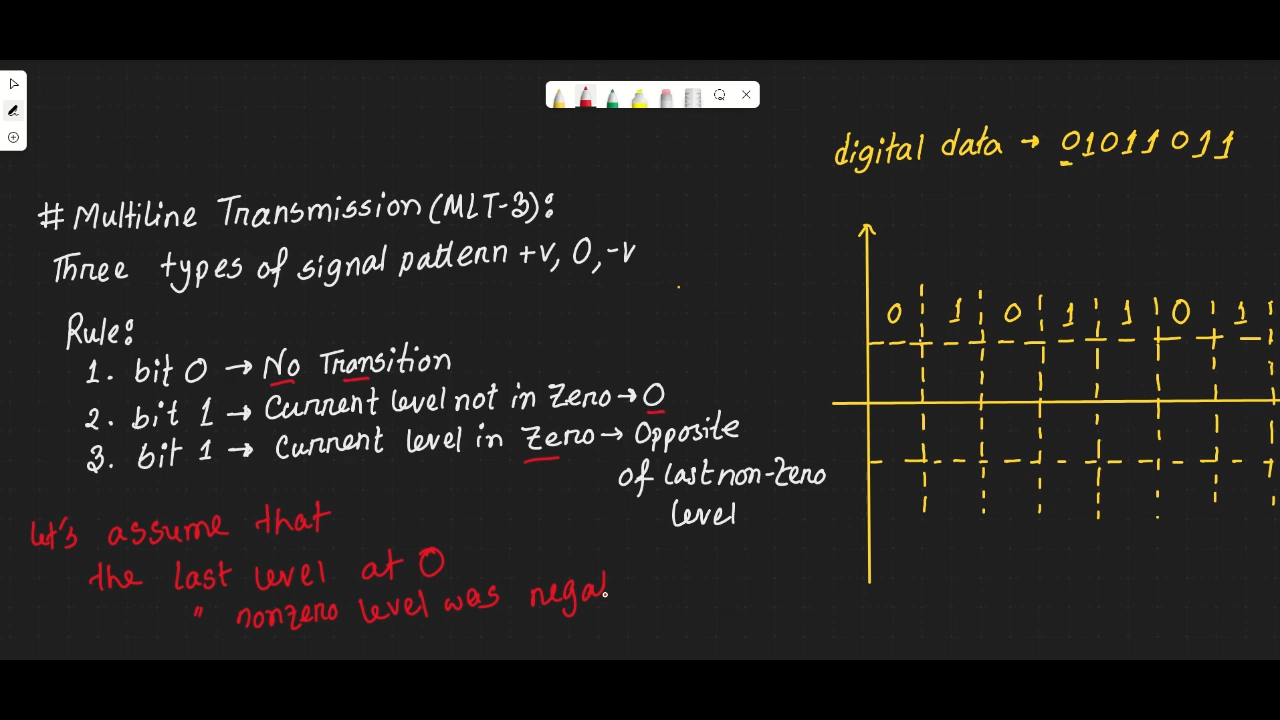 digital data → 01011011
# Multiline Transmission (MLT-3):
Three types of signal pattern +v, 0, -v
Rule:
1. bit 0 → No Transition
2. bit 1 → Current level not in Zero → 0
3. bit 1 → Current level in Zero → Opposite
of last non-Zero
level
let's assume that
the last level at 0
" nonzero level was negat
0 1 0 1 1 0 1